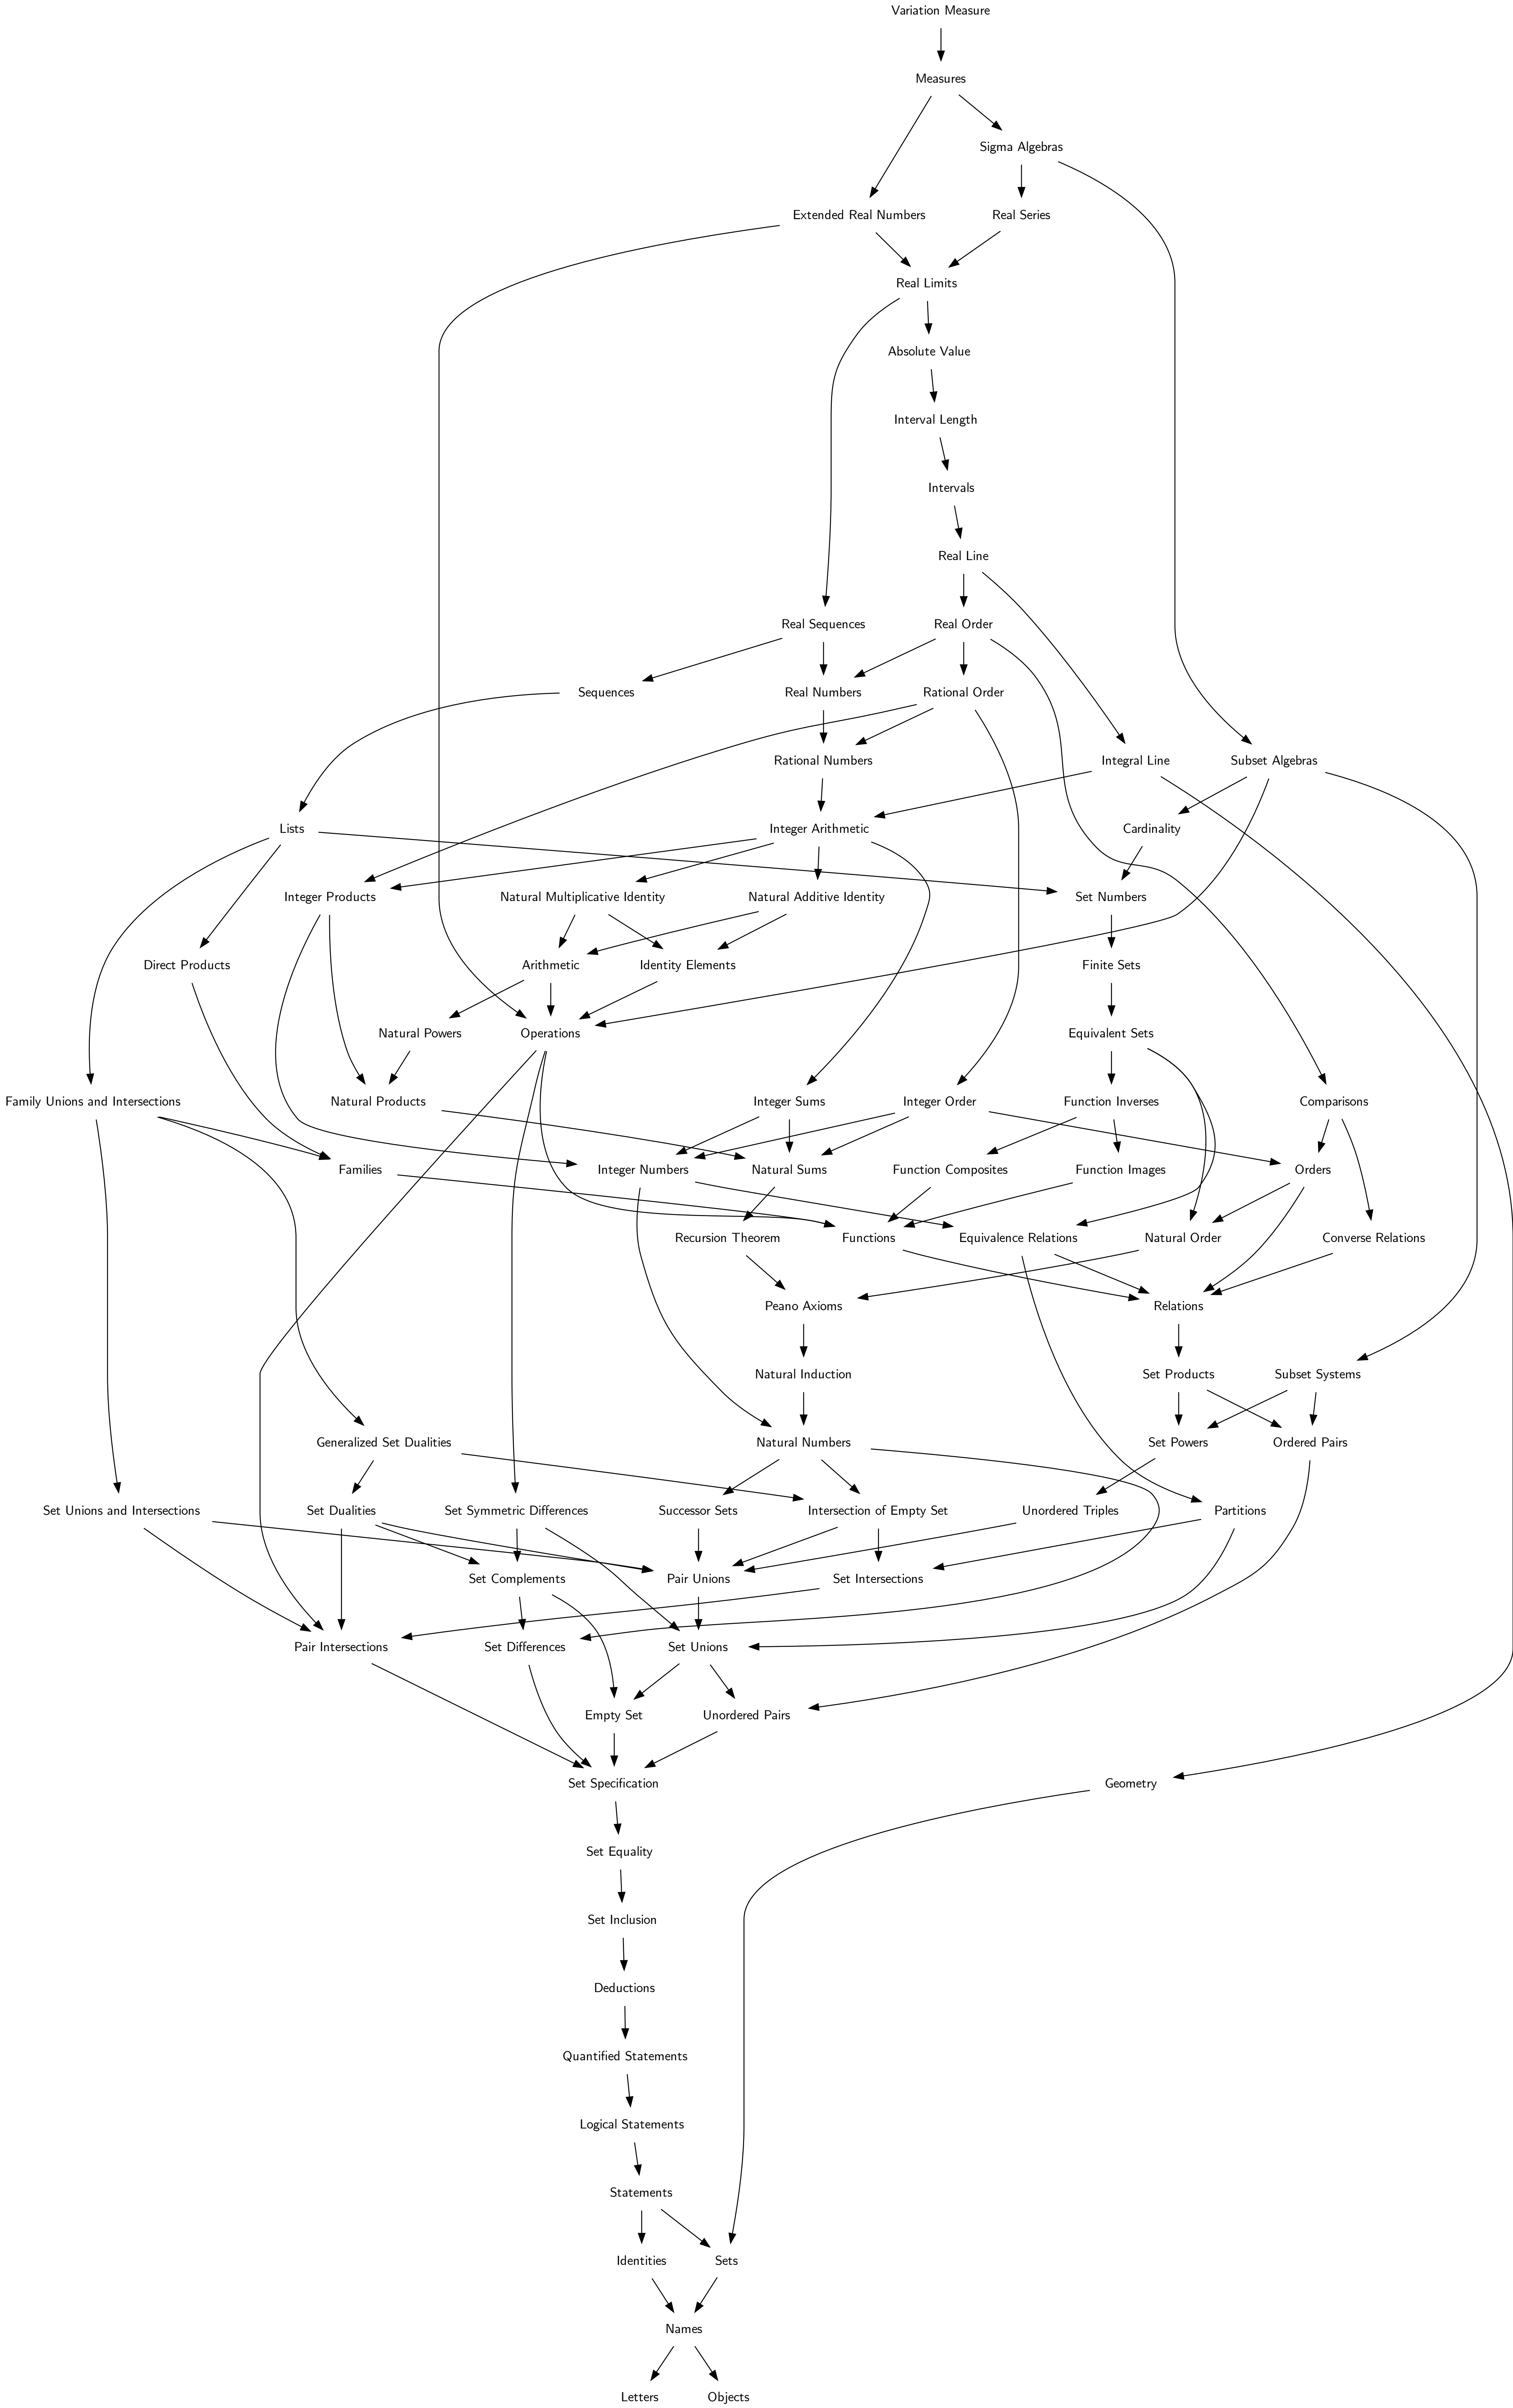 Variation Measure
Measures
Sigma Algebras
Extended Real Numbers
Real Series
Real Limits
Absolute Value
Interval Length
Intervals
Real Line
Real Sequences
Real Order
Sequences
Real Numbers
Rational Order
Rational Numbers
Integral Line
Subset Algebras
Lists
Integer Arithmetic
Cardinality
Integer Products
Natural Multiplicative Identity
Natural Additive Identity
Set Numbers
Direct Products
Arithmetic
Identity Elements
Finite Sets
Natural Powers
Operations
Equivalent Sets
Family Unions and Intersections
Natural Products
Integer Sums
Integer Order
Function Inverses
Comparisons
Families
Integer Numbers
Natural Sums
Function Composites
Function Images
Orders
Recursion Theorem
Functions
Equivalence Relations
Natural Order
Converse Relations
Peano Axioms
Relations
Natural Induction
Set Products
Subset Systems
Generalized Set Dualities
Natural Numbers
Set Powers
Ordered Pairs
Set Unions and Intersections
Set Dualities
Set Symmetric Differences
Successor Sets
Intersection of Empty Set
Unordered Triples
Partitions
Set Complements
Pair Unions
Set Intersections
Pair Intersections
Set Differences
Set Unions
Empty Set
Unordered Pairs
Set Specification
Geometry
Set Equality
Set Inclusion
Deductions
Quantified Statements
Logical Statements
Statements
Identities
Sets
Names
Letters
Objects